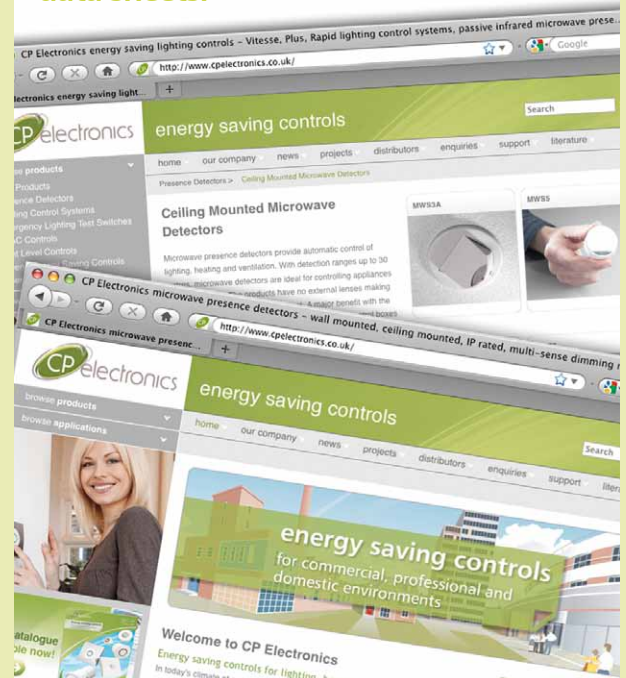 CP Electronics energy saving lighting controls – Vitesse, Plus, Rapid lighting control systems, passive infrared microwave prese...
http://www.cpelectronics.co.uk/
Google
electronics energy saving light...
CP electronics
energy saving controls
Search
home our company news projects distributors enquiries support literature
products
Products
Presence Detectors > Ceiling Mounted Microwave Detectors
Detectors
Control Systems
Lighting Test Switches
Controls
Level Controls
Saving Controls
Ceiling Mounted Microwave
Detectors
MWS3A
MWS5
Microwave presence detectors provide automatic control of
lighting, heating and ventilation. With detection ranges up to 30
microwave detectors are ideal for controlling appliances
products have no external lenses making
A major benefit with the
boxes
CP Electronics microwave presence detectors – wall mounted, ceiling mounted, IP rated, multi-sense dimming
http://www.cpelectronics.co.uk/
CP Electronics microwave presenc...
CP electronics
energy saving controls
Search
browse products
browse applications
home our company news projects distributors enquiries support
energy saving controls
for commercial, professional and
domestic environments
Welcome to CP Electronics
Energy saving controls for lighting,
In today's climate
now!